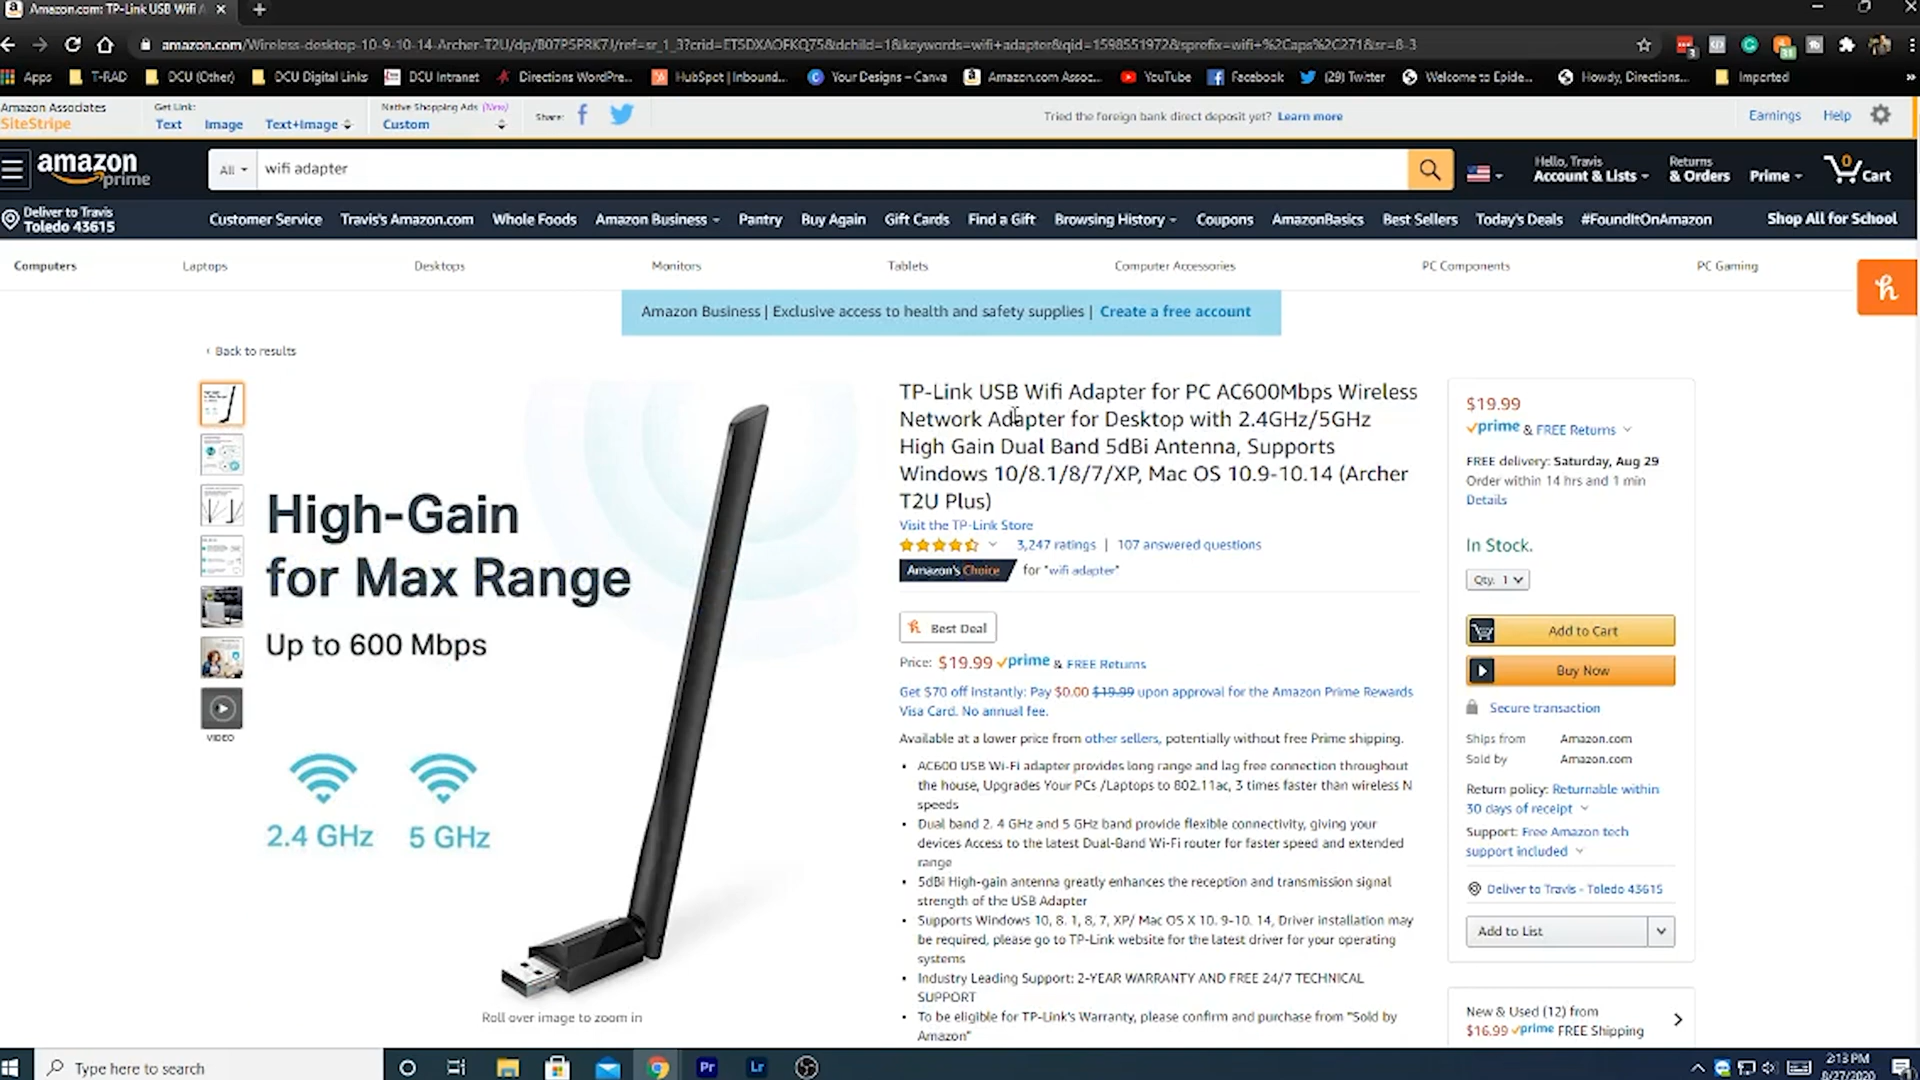 Amazon.com: TP-Link USB Wifi A
amazon.com/Wireless-desktop-10-9-10-14-Archer-T2U/dp/B07P5PRK7J/ref=sr_1_3?crid=ET5DXAOFKQ75&dchild=1&keywords=wifi+adapter&qid=1598551972&sprefix=wifi+%2Caps%2C271&sr=8-3
Apps T-RAD DCU (Other) DCU Digital Links DCU Intranet Directions WordPre... HubSpot | Inbound... Your Designs – Canva Amazon.com Assoc... YouTube Facebook (29) Twitter Welcome to Epide... Howdy, Directions... Imported »
Amazon Associates
SiteStripe
Get Link:
Text Image Text+Image
Native Shopping Ads (New)
Custom
Share:
Tried the foreign bank direct deposit yet? Learn more
Earnings Help
amazon prime
All
wifi adapter
Hello, Travis
Account & Lists
Returns
& Orders
Prime
0
Cart
Deliver to Travis
Toledo 43615
Customer Service Travis's Amazon.com Whole Foods Amazon Business Pantry Buy Again Gift Cards Find a Gift Browsing History Coupons AmazonBasics Best Sellers Today's Deals #FoundItOnAmazon Shop All for School
Computers Laptops Desktops Monitors Tablets Computer Accessories PC Components PC Gaming
Amazon Business | Exclusive access to health and safety supplies | Create a free account
‹ Back to results
High-Gain
for Max Range
Up to 600 Mbps
2.4 GHz 5 GHz
VIDEO
Roll over image to zoom in
TP-Link USB Wifi Adapter for PC AC600Mbps Wireless
Network Adapter for Desktop with 2.4GHz/5GHz
High Gain Dual Band 5dBi Antenna, Supports
Windows 10/8.1/8/7/XP, Mac OS 10.9-10.14 (Archer
T2U Plus)
Visit the TP-Link Store
3,247 ratings | 107 answered questions
Amazon's Choice for "wifi adapter"
Best Deal
Price: $19.99 prime & FREE Returns
Get $70 off instantly: Pay $0.00 $19.99 upon approval for the Amazon Prime Rewards
Visa Card. No annual fee.
Available at a lower price from other sellers, potentially without free Prime shipping.
• AC600 USB Wi-Fi adapter provides long range and lag free connection throughout
the house, Upgrades Your PCs /Laptops to 802.11ac, 3 times faster than wireless N
speeds
• Dual band 2. 4 GHz and 5 GHz band provide flexible connectivity, giving your
devices Access to the latest Dual-Band Wi-Fi router for faster speed and extended
range
• 5dBi High-gain antenna greatly enhances the reception and transmission signal
strength of the USB Adapter
• Supports Windows 10, 8. 1, 8, 7, XP/ Mac OS X 10. 9-10. 14, Driver installation may
be required, please go to TP-Link website for the latest driver for your operating
systems
• Industry Leading Support: 2-YEAR WARRANTY AND FREE 24/7 TECHNICAL
SUPPORT
• To be eligible for TP-Link's Warranty, please confirm and purchase from "Sold by
Amazon"
$19.99
prime & FREE Returns
FREE delivery: Saturday, Aug 29
Order within 14 hrs and 1 min
Details
In Stock.
Qty: 1
Add to Cart
Buy Now
Secure transaction
Ships from Amazon.com
Sold by Amazon.com
Return policy: Returnable within
30 days of receipt
Support: Free Amazon tech
support included
Deliver to Travis - Toledo 43615
Add to List
New & Used (12) from
$16.99 prime FREE Shipping
Type here to search
Pr
Lr
2:13 PM
8/27/2020